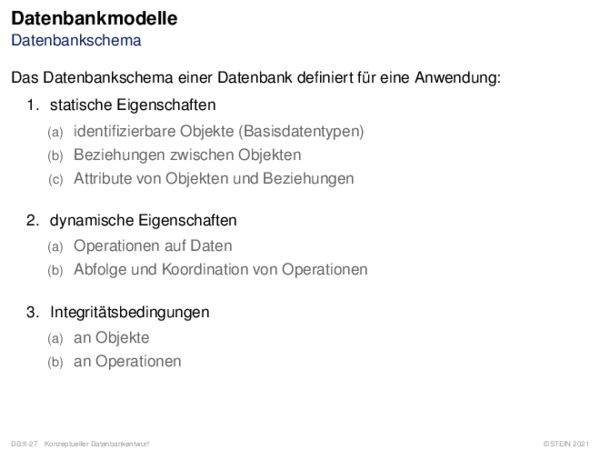 Datenbankmodelle
Datenbankschema
Das Datenbankschema einer Datenbank definiert für eine Anwendung:
1. statische Eigenschaften
(a) identifizierbare Objekte (Basisdatentypen)
(b) Beziehungen zwischen Objekten
(c) Attribute von Objekten und Beziehungen
2. dynamische Eigenschaften
(a) Operationen auf Daten
(b) Abfolge und Koordination von Operationen
3. Integritätsbedingungen
(a) an Objekte
(b) an Operationen
DB:II-27 Konzeptueller Datenbankentwurf
©STEIN 2021